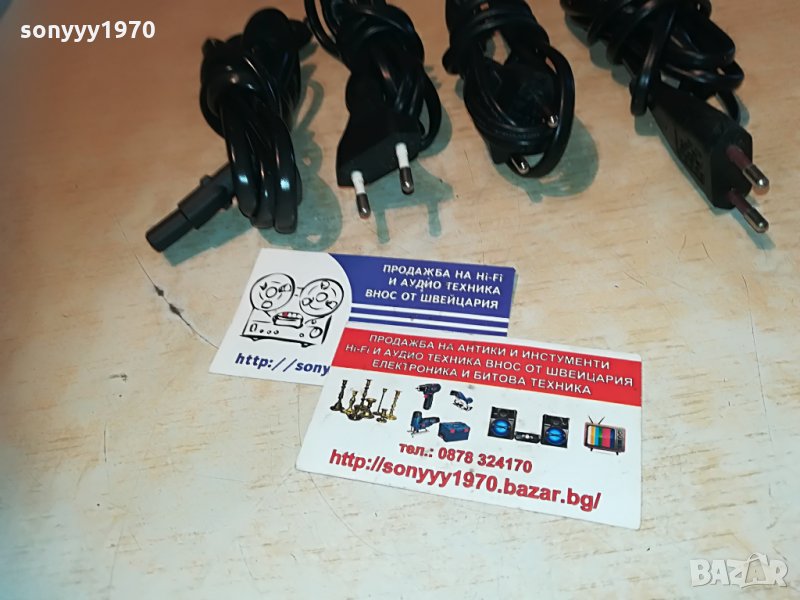 sonyyy1970
ПРОДАЖБА НА Hi-Fi
И АУДИО ТЕХНИКА
ВНОС ОТ ШВЕЙЦАРИЯ
http://sony
ПРОДАЖБА НА АНТИКИ И ИНСТУМЕНТИ
Hi-Fi И АУДИО ТЕХНИКА ВНОС ОТ ШВЕЙЦАРИЯ
ЕЛЕКТРОНИКА И БИТОВА ТЕХНИКА
тел.: 0878 324170
http://sonyyy1970.bazar.bg/
BAZAR